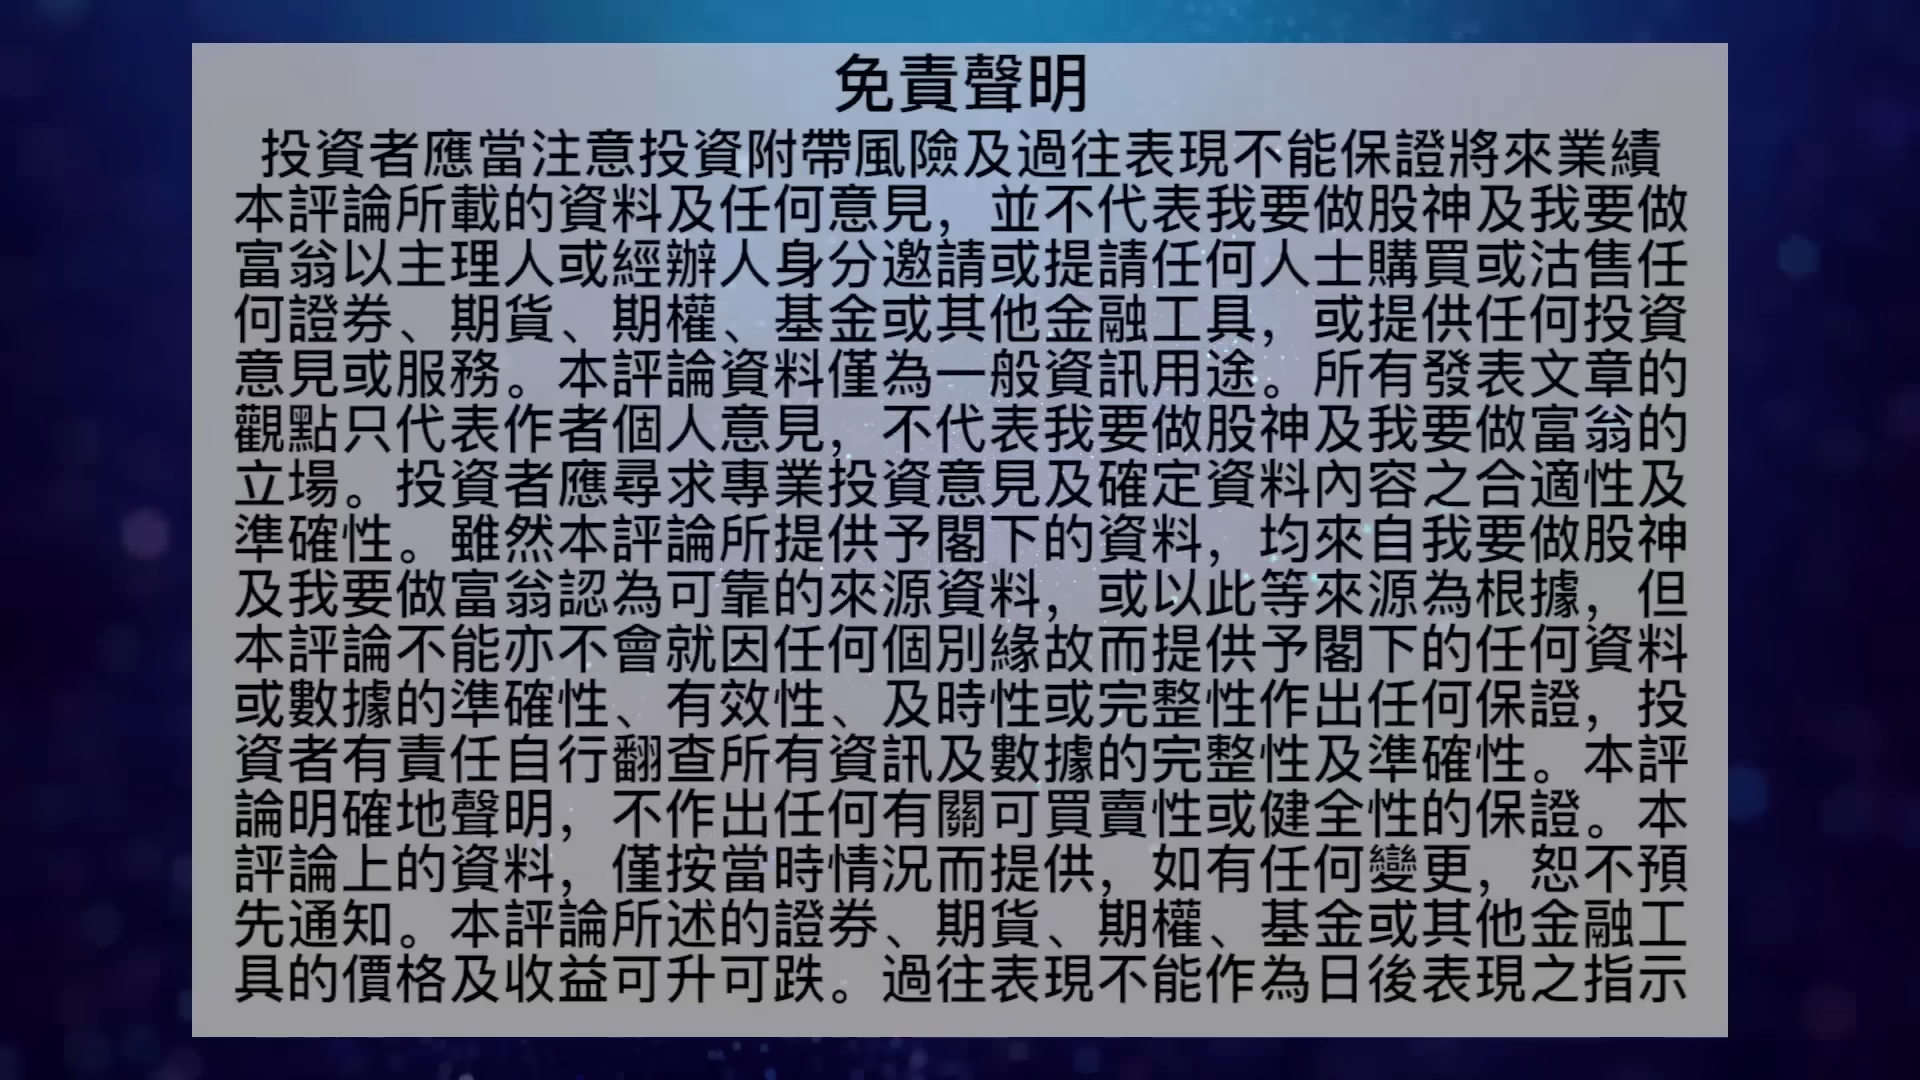 免責聲明
投資者應當注意投資附帶風險及過往表現不能保證將來業績
本評論所載的資料及任何意見，並不代表我要做股神及我要做
富翁以主理人或經辦人身分邀請或提請任何人士購買或沽售任
何證券、期貨、期權、基金或其他金融工具，或提供任何投資
意見或服務。本評論資料僅為一般資訊用途。所有發表文章的
觀點只代表作者個人意見，不代表我要做股神及我要做富翁的
立場。投資者應尋求專業投資意見及確定資料內容之合適性及
準確性。雖然本評論所提供予閣下的資料，均來自我要做股神
及我要做富翁認為可靠的來源資料，或以此等來源為根據，但
本評論不能亦不會就因任何個別緣故而提供予閣下的任何資料
或數據的準確性、有效性、及時性或完整性作出任何保證，投
資者有責任自行翻查所有資訊及數據的完整性及準確性。本評
論明確地聲明，不作出任何有關可買賣性或健全性的保證。本
評論上的資料，僅按當時情況而提供，如有任何變更，恕不預
先通知。本評論所述的證券、期貨、期權、基金或其他金融工
具的價格及收益可升可跌。過往表現不能作為日後表現之指示